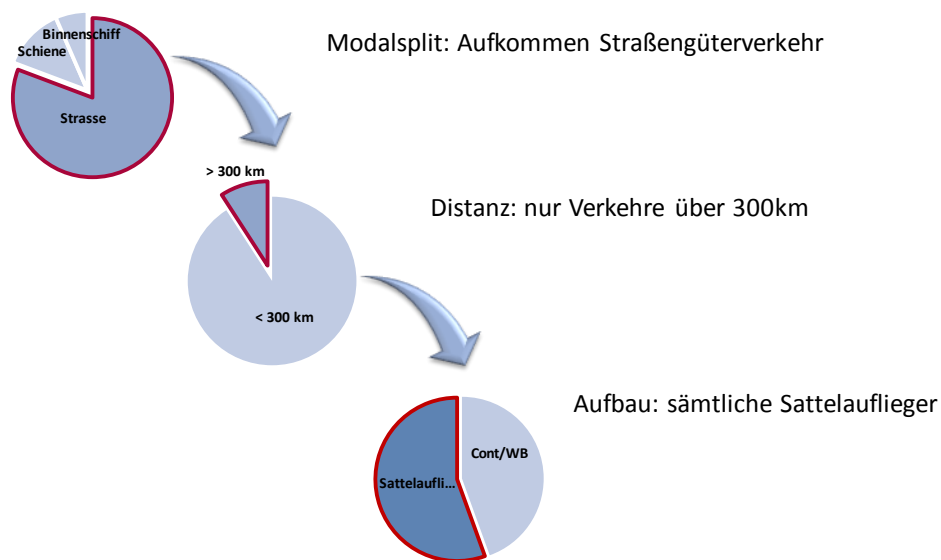 Binnenschiff
Schiene
Strasse
Modalsplit: Aufkommen Straßengüterverkehr
> 300 km
< 300 km
Distanz: nur Verkehre über 300km
Aufbau: sämtliche Sattelauflieger
Cont/WB
Sattelaufli...